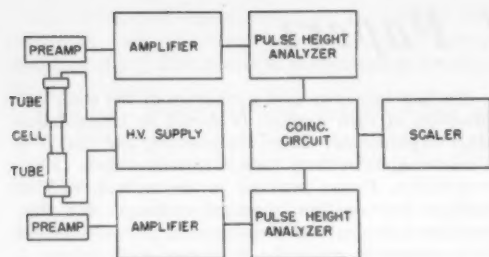 PREAMP
AMPLIFIER
PULSE HEIGHT
ANALYZER
TUBE
CELL
TUBE
H.V. SUPPLY
COINC.
CIRCUIT
SCALER
PREAMP
AMPLIFIER
PULSE HEIGHT
ANALYZER